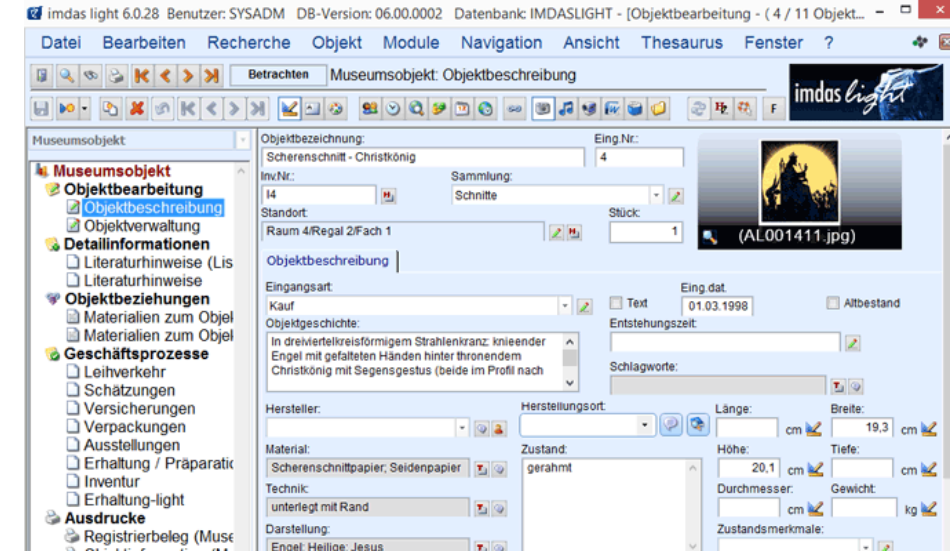 imdas light 6.0.28 Benutzer: SYSADM DB-Version: 06.00.0002 Datenbank: IMDASLIGHT - [Objektbearbeitung - ( 4 / 11 Objekt...
Datei Bearbeiten Recherche Objekt Module Navigation Ansicht Thesaurus Fenster ?
Betrachten Museumsobjekt: Objektbeschreibung
imdas light
F
Museumsobjekt
Museumsobjekt
Objektbearbeitung
Objektbeschreibung
Objektverwaltung
Detailinformationen
Literaturhinweise (Lis
Literaturhinweise
Objektbeziehungen
Materialien zum Objek
Materialien zum Objek
Geschäftsprozesse
Leihverkehr
Schätzungen
Versicherungen
Verpackungen
Ausstellungen
Erhaltung / Präparatio
Inventur
Erhaltung-light
Ausdrucke
Registrierbeleg (Muse
Objektbezeichnung: Eing.Nr.:
Scherenschnitt - Christkönig 4
Inv.Nr.: Sammlung:
I4 Schnitte
Standort: Stück:
Raum 4/Regal 2/Fach 1 1
(AL001411.jpg)
Objektbeschreibung
Eingangsart: Eing.dat.
Kauf Text 01.03.1998 Altbestand
Objektgeschichte: Entstehungszeit:
In dreiviertelkreisförmigem Strahlenkranz: knieender
Engel mit gefalteten Händen hinter thronendem
Christkönig mit Segensgestus (beide im Profil nach
Schlagworte:
Hersteller: Herstellungsort: Länge: Breite:
cm 19,3 cm
Material: Zustand: Höhe: Tiefe:
Scherenschnittpapier; Seidenpapier gerahmt 20,1 cm cm
Technik: Durchmesser: Gewicht:
unterlegt mit Rand cm kg
Darstellung: Zustandsmerkmale:
Engel; Heilige; Jesus